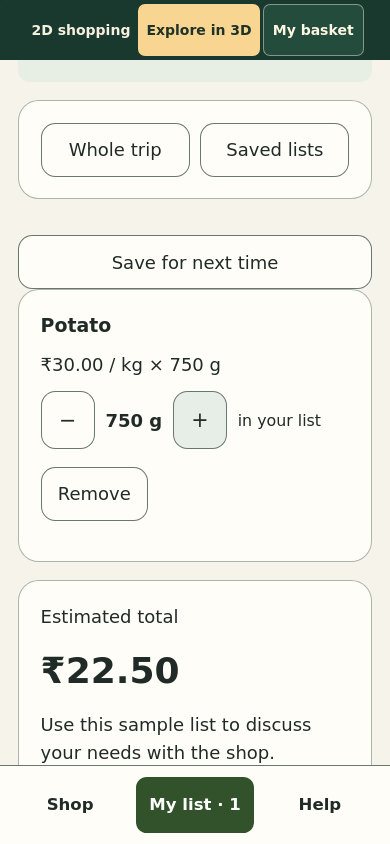 2D shopping
Explore in 3D
My basket
Whole trip
Saved lists
Save for next time
Potato
₹30.00 / kg × 750 g
− 750 g + in your list
Remove
Estimated total
₹22.50
Use this sample list to discuss
your needs with the shop.
Shop
My list · 1
Help